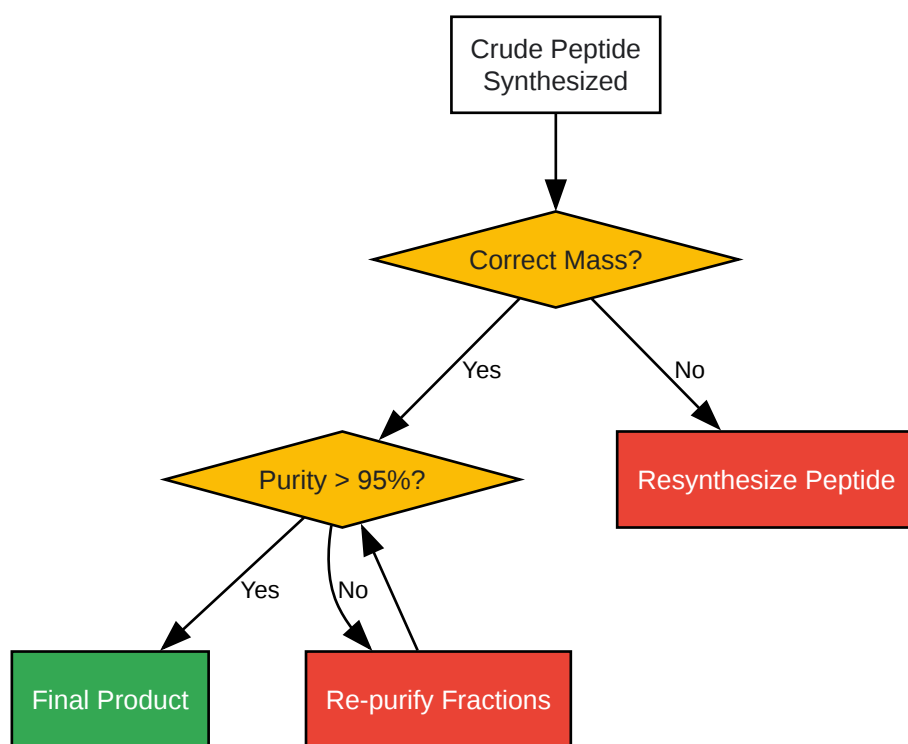 Crude Peptide
Synthesized
Correct Mass?
Yes
No
Purity > 95%?
Resynthesize Peptide
Yes
No
Final Product
Re-purify Fractions